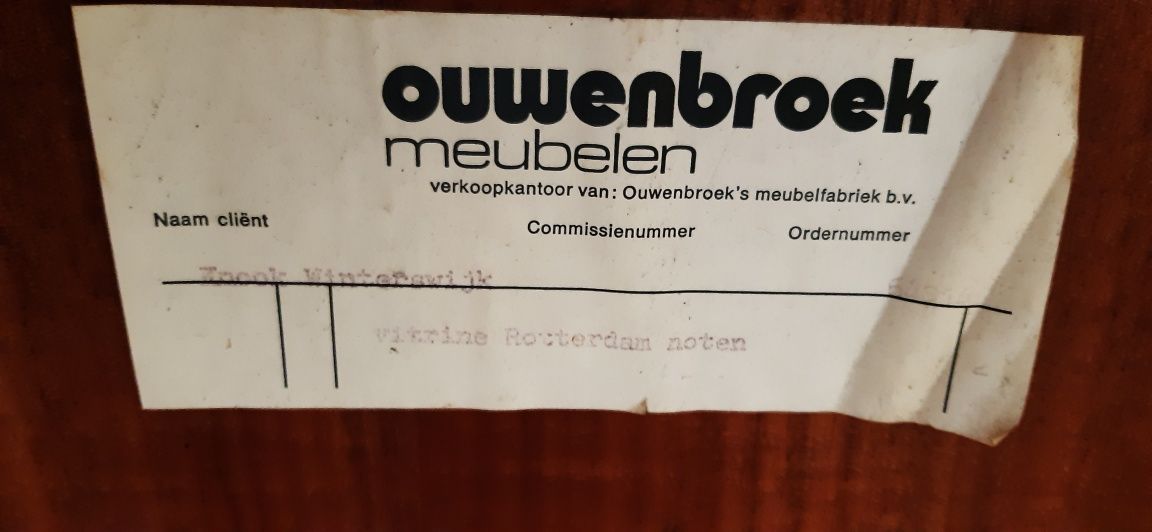 ouwenbroek
meubelen
verkoopkantoor van: Ouwenbroek's meubelfabriek b.v.
Naam cliënt Commissienummer Ordernummer
Winterswijk
vitrine Rotterdam noten